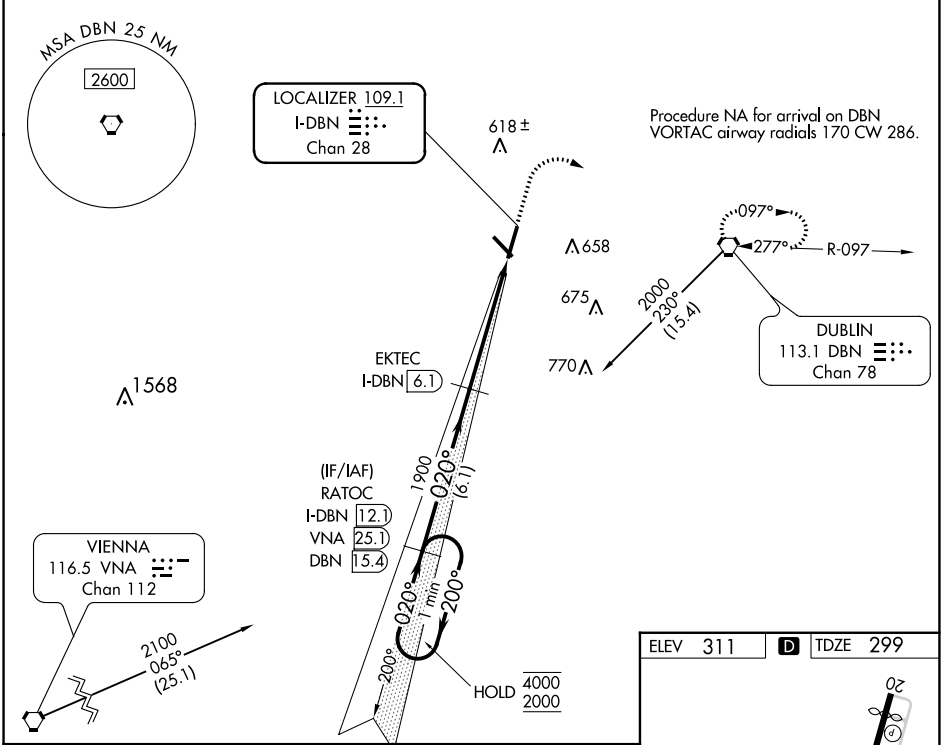 MSA DBN 25 NM
2600
LOCALIZER 109.1
I-DBN
Chan 28
618 ±
Procedure NA for arrival on DBN
VORTAC airway radials 170 CW 286.
097°
277°
R-097
658
675
2000
230°
(15.4)
770
DUBLIN
113.1 DBN
Chan 78
EKTEC
I-DBN 6.1
1568
1900
020°
(6.1)
(IF/IAF)
RATOC
I-DBN 12.1
VNA 25.1
DBN 15.4
VIENNA
116.5 VNA
Chan 112
2100
065°
(25.1)
020°
1 min
200°
200°
HOLD 4000
2000
ELEV 311 D TDZE 299
20
P